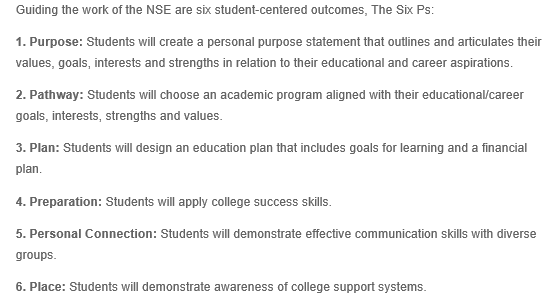 Guiding the work of the NSE are six student-centered outcomes, The Six Ps:
1. Purpose: Students will create a personal purpose statement that outlines and articulates their
values, goals, interests and strengths in relation to their educational and career aspirations.
2. Pathway: Students will choose an academic program aligned with their educational/career
goals, interests, strengths and values.
3. Plan: Students will design an education plan that includes goals for learning and a financial
plan.
4. Preparation: Students will apply college success skills.
5. Personal Connection: Students will demonstrate effective communication skills with diverse
groups.
6. Place: Students will demonstrate awareness of college support systems.